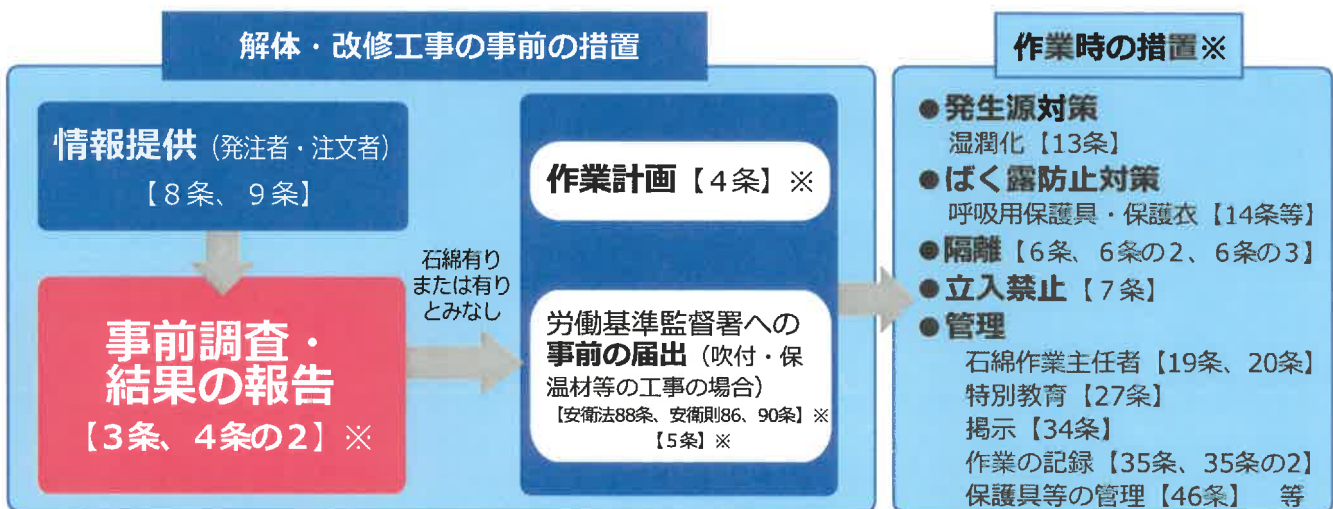 解体・改修工事の事前の措置
情報提供（発注者・注文者）
【８条、９条】
事前調査・
結果の報告
【３条、４条の２】※
石綿有り
または有り
とみなし
作業計画【４条】※
労働基準監督署への
事前の届出（吹付・保
温材等の工事の場合）
【安衛法88条、安衛則86、90条】※
【５条】※
作業時の措置※
●発生源対策
湿潤化【13条】
●ばく露防止対策
呼吸用保護具・保護衣【14条等】
●隔離【６条、６条の２、６条の３】
●立入禁止【７条】
●管理
石綿作業主任者【19条、20条】
特別教育【27条】
掲示【34条】
作業の記録【35条、35条の２】
保護具等の管理【46条】　等